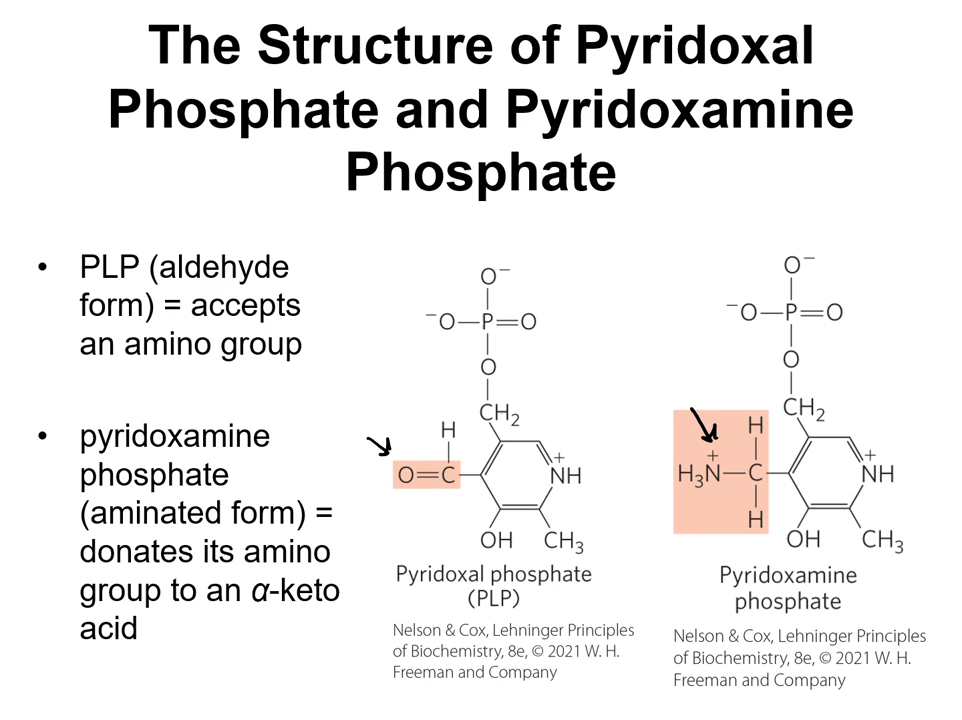 The Structure of Pyridoxal
Phosphate and Pyridoxamine
Phosphate
• PLP (aldehyde
form) = accepts
an amino group
• pyridoxamine
phosphate
(aminated form) =
donates its amino
group to an α-keto
acid
O⁻
⁻O—P=O
O
CH₂
H
O=C
+
NH
OH CH₃
Pyridoxal phosphate
(PLP)
Nelson & Cox, Lehninger Principles
of Biochemistry, 8e, © 2021 W. H.
Freeman and Company
O⁻
⁻O—P=O
O
CH₂
H
+
H₃N—C
+
NH
H
OH CH₃
Pyridoxamine
phosphate
Nelson & Cox, Lehninger Principles
of Biochemistry, 8e, © 2021 W. H.
Freeman and Company